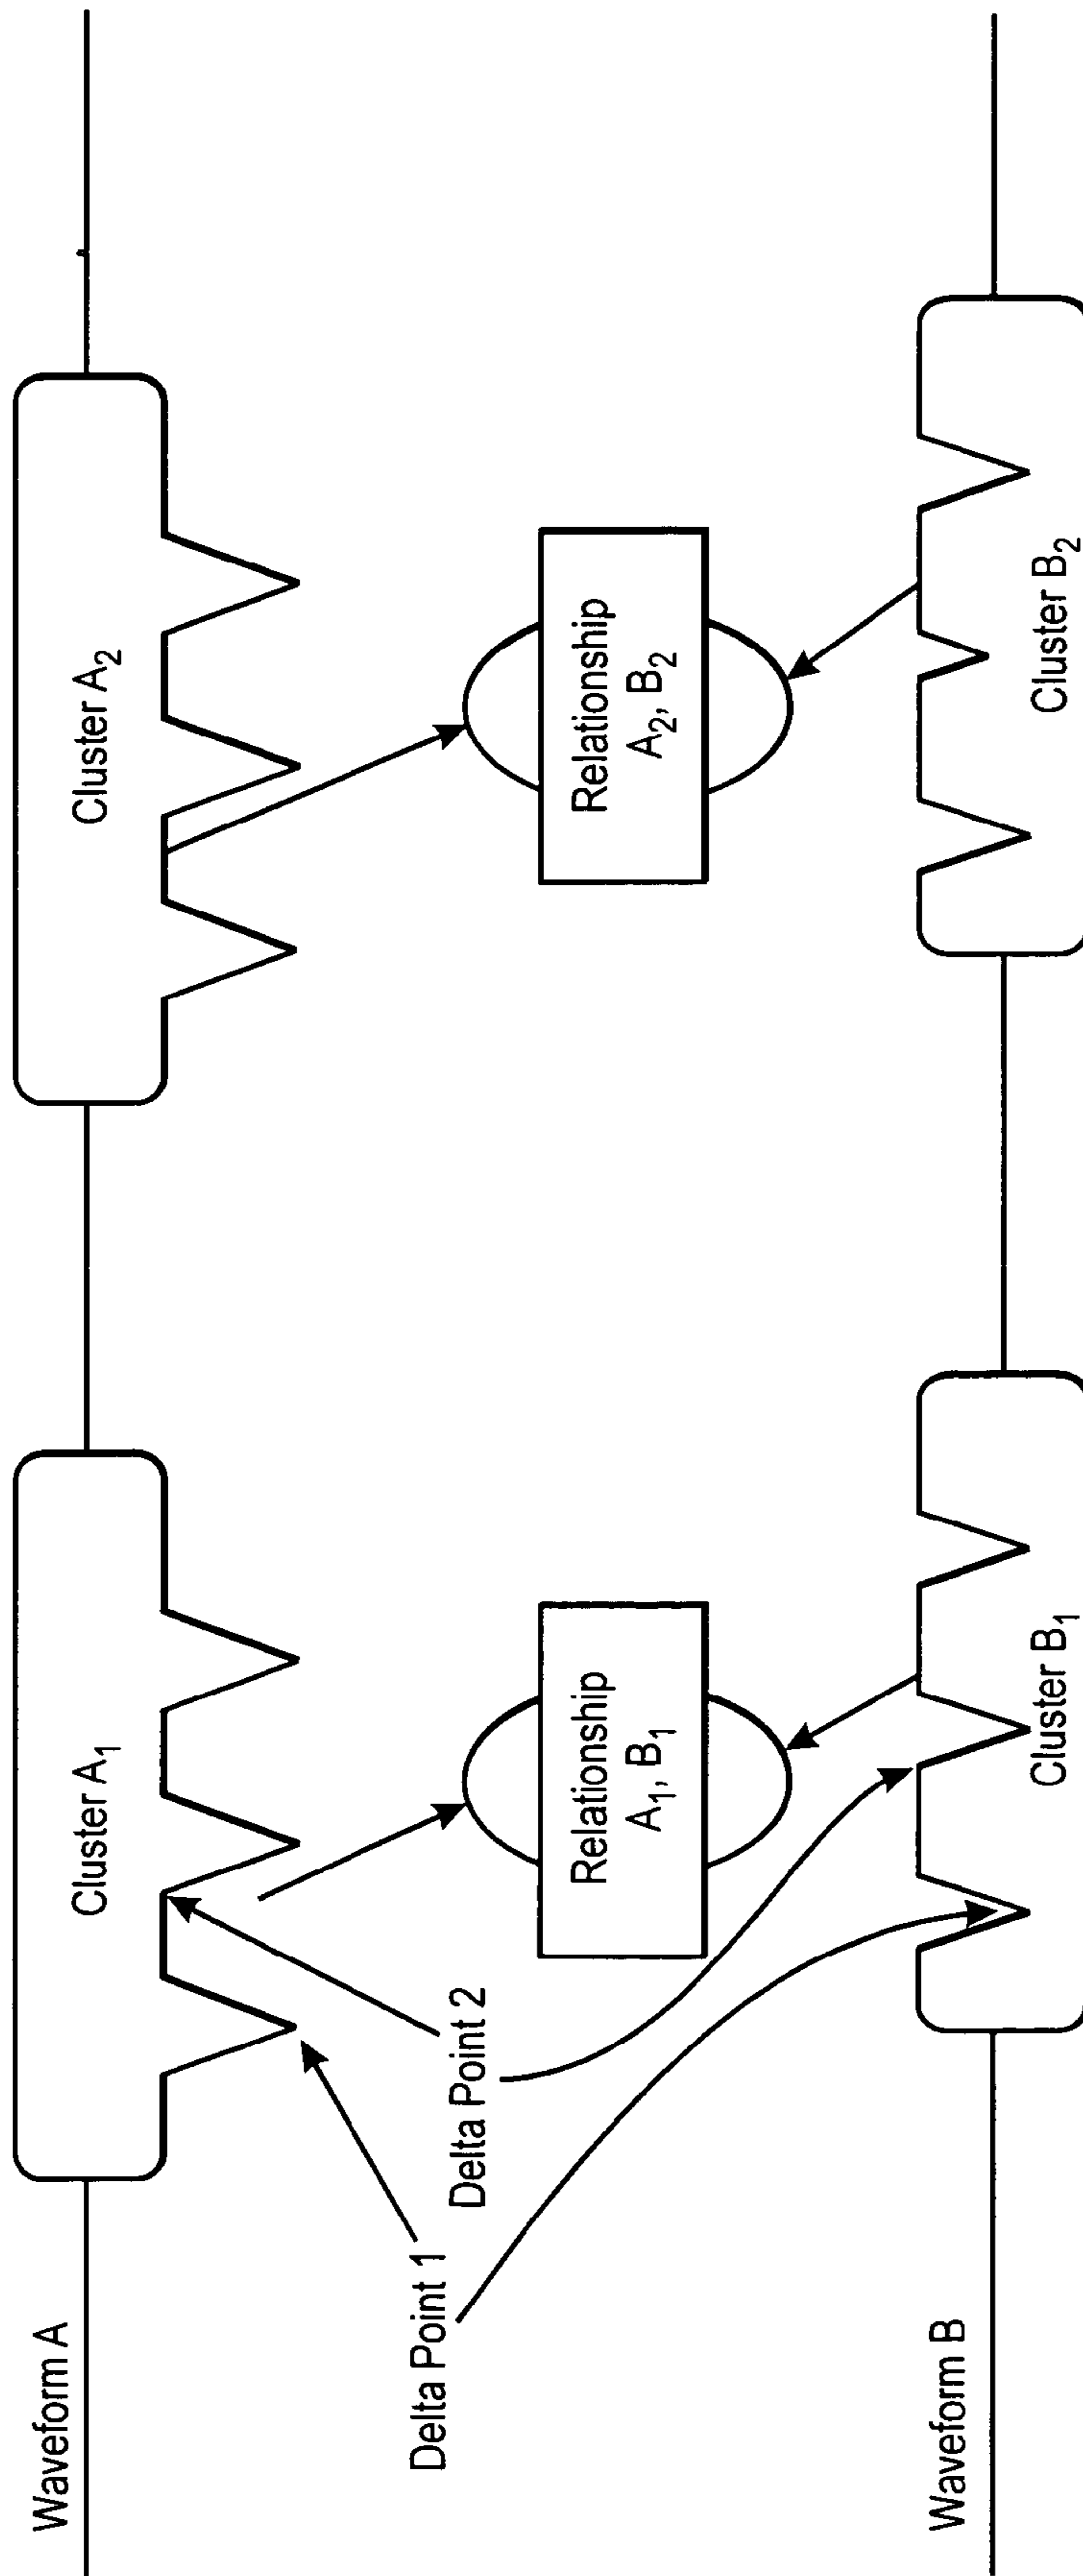 Waveform A
Cluster A₁
Cluster A₂
Delta Point 1
Delta Point 2
Relationship
A₁, B₁
Relationship
A₂, B₂
Waveform B
Cluster B₁
Cluster B₂